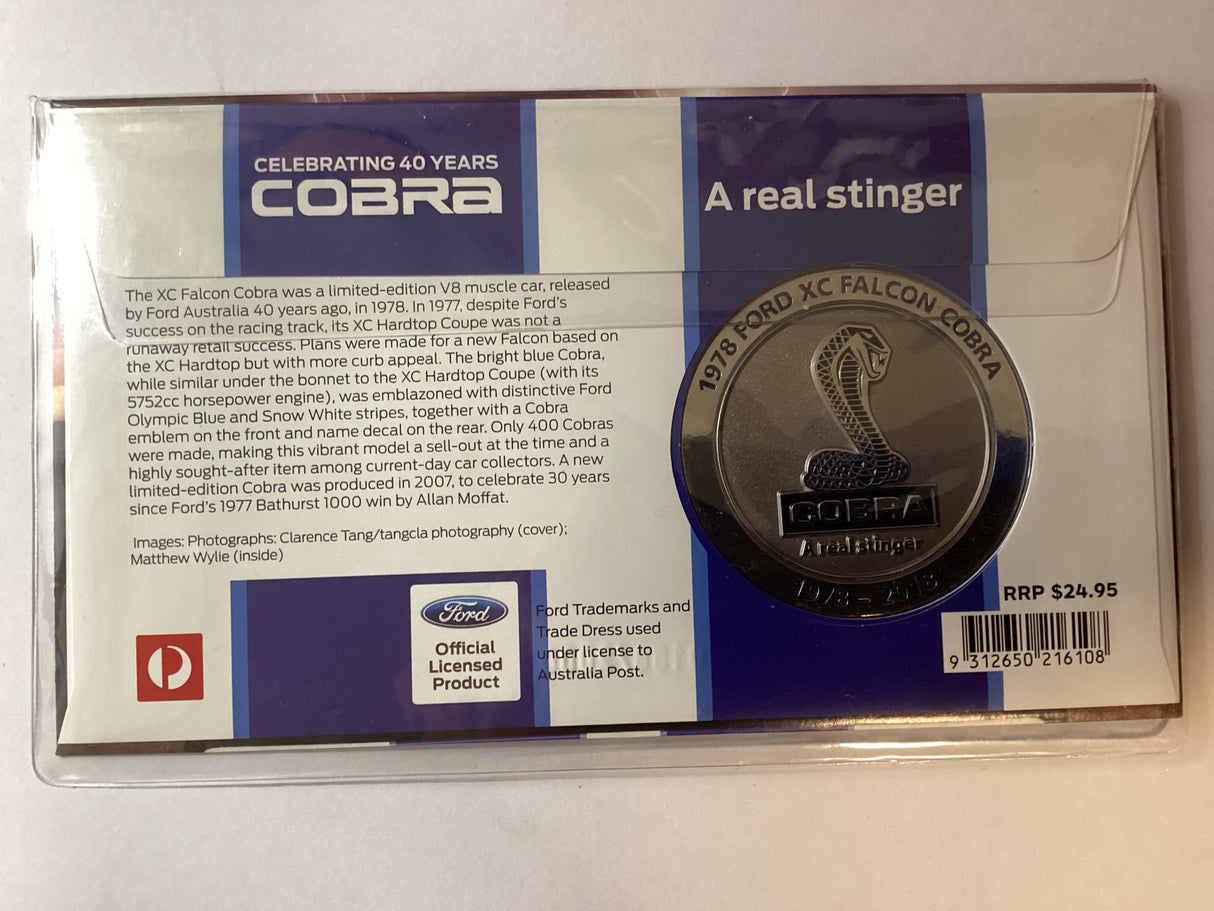 CELEBRATING 40 YEARS
COBRA
A real stinger
The XC Falcon Cobra was a limited-edition V8 muscle car, released
by Ford Australia 40 years ago, in 1978. In 1977, despite Ford's
success on the racing track, its XC Hardtop Coupe was not a
runaway retail success. Plans were made for a new Falcon based on
the XC Hardtop but with more curb appeal. The bright blue Cobra,
while similar under the bonnet to the XC Hardtop Coupe (with its
5752cc horsepower engine), was emblazoned with distinctive Ford
Olympic Blue and Snow White stripes, together with a Cobra
emblem on the front and name decal on the rear. Only 400 Cobras
were made, making this vibrant model a sell-out at the time and a
highly sought-after item among current-day car collectors. A new
limited-edition Cobra was produced in 2007, to celebrate 30 years
since Ford's 1977 Bathurst 1000 win by Allan Moffat.
Images: Photographs: Clarence Tang/tangcla photography (cover);
Matthew Wylie (inside)
1978 FORD XC FALCON COBRA
COBRA
A real stinger
1978 - 2018
Ford
Official
Licensed
Product
Ford Trademarks and
Trade Dress used
under license to
Australia Post.
RRP $24.95
9 312650 216108